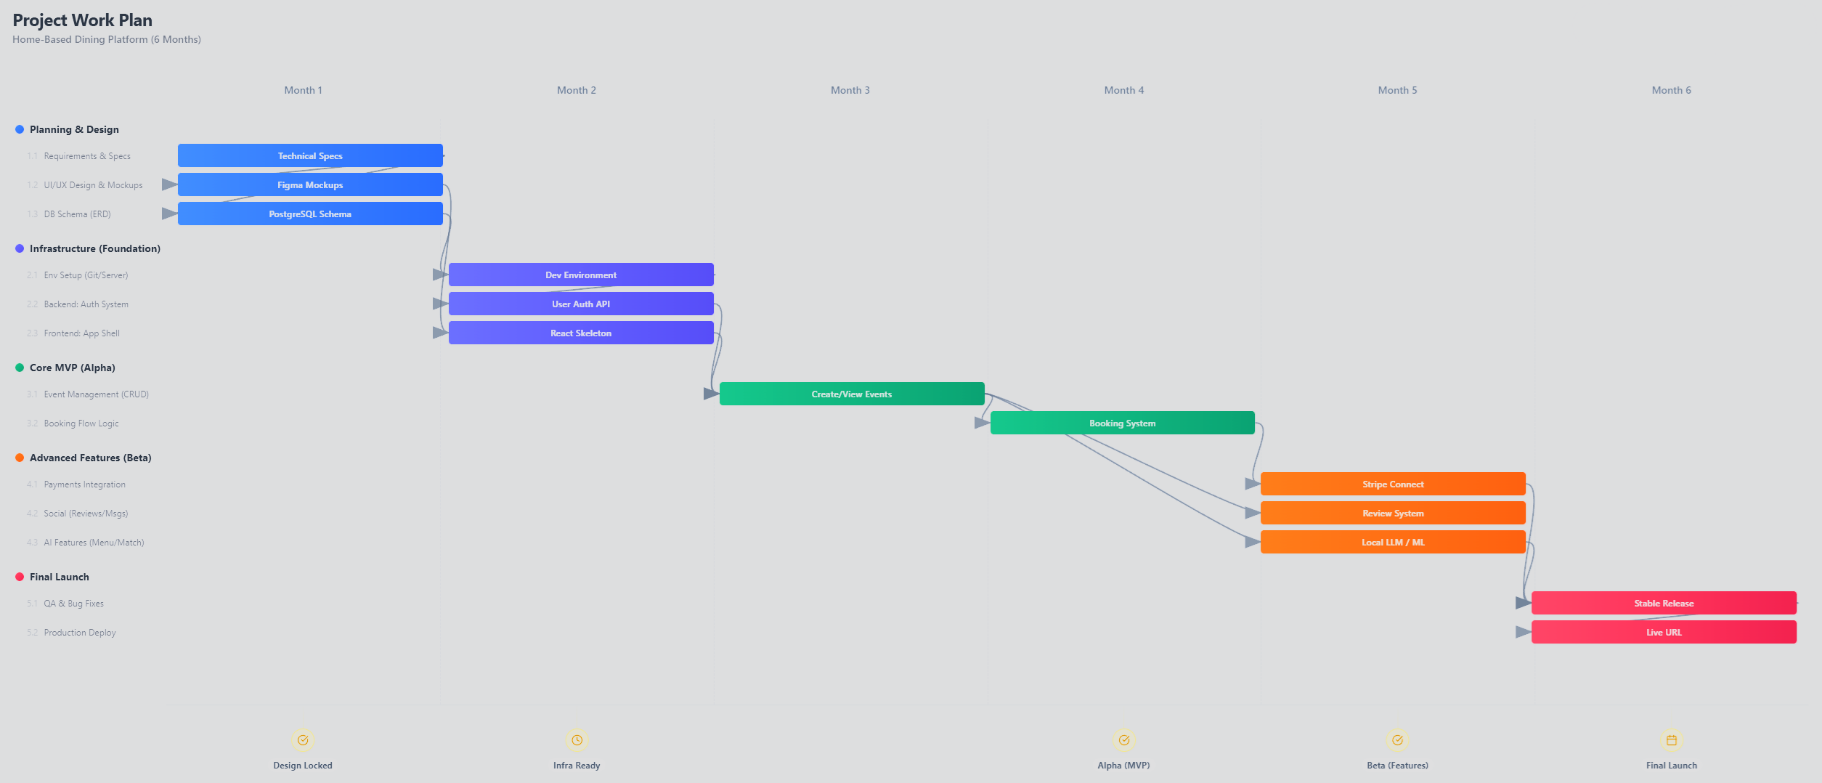 Project Work Plan
Home-Based Dining Platform (6 Months)
Month 1 Month 2 Month 3 Month 4 Month 5 Month 6
Planning & Design
1.1 Requirements & Specs Technical Specs
1.2 UI/UX Design & Mockups Figma Mockups
1.3 DB Schema (ERD) PostgreSQL Schema
Infrastructure (Foundation)
2.1 Env Setup (Git/Server) Dev Environment
2.2 Backend: Auth System User Auth API
2.3 Frontend: App Shell React Skeleton
Core MVP (Alpha)
3.1 Event Management (CRUD) Create/View Events
3.2 Booking Flow Logic Booking System
Advanced Features (Beta)
4.1 Payments Integration Stripe Connect
4.2 Social (Reviews/Msgs) Review System
4.3 AI Features (Menu/Match) Local LLM / ML
Final Launch
5.1 QA & Bug Fixes Stable Release
5.2 Production Deploy Live URL
Design Locked Infra Ready Alpha (MVP) Beta (Features) Final Launch